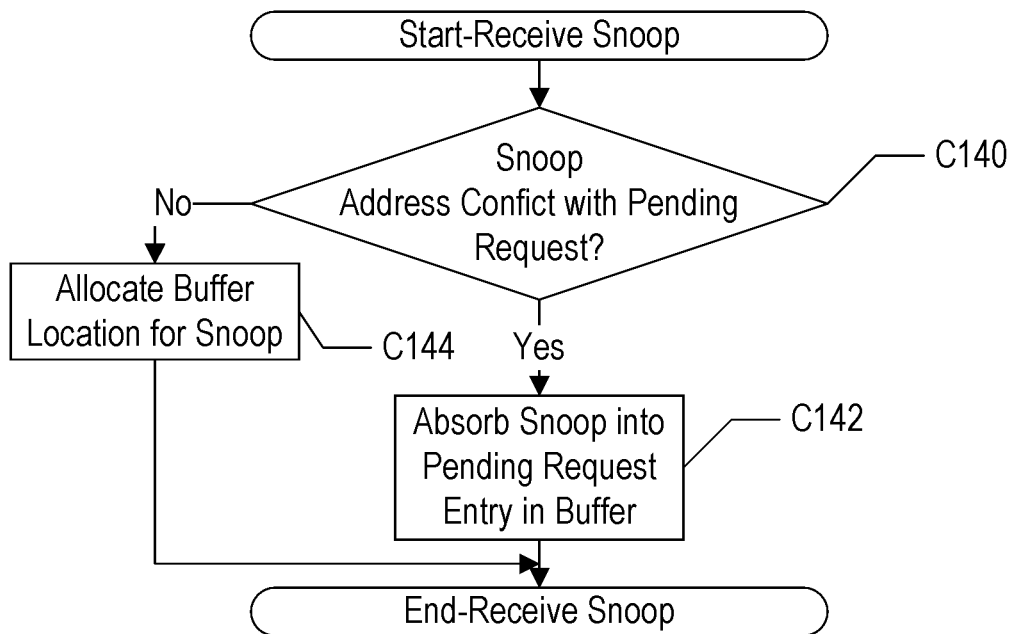 Start-Receive Snoop
Snoop
Address Confict with Pending
Request?
C140
No
Allocate Buffer
Location for Snoop
C144
Yes
Absorb Snoop into
Pending Request
Entry in Buffer
C142
End-Receive Snoop